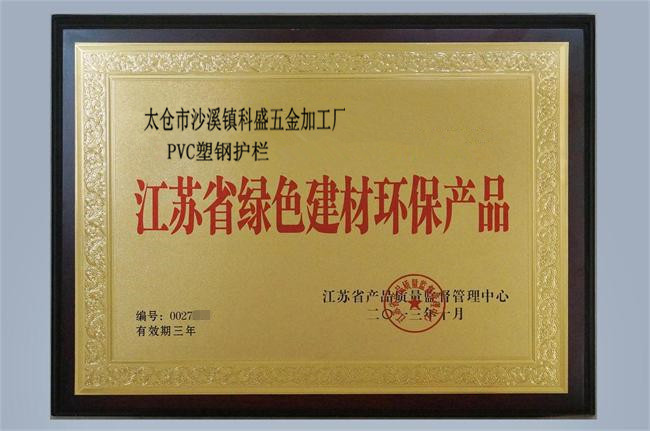 太仓市沙溪镇科盛五金加工厂
PVC塑钢护栏
江苏省绿色建材环保产品
江苏省产品质量监督管理中心
二〇一三年十月
编号：0027
有效期三年